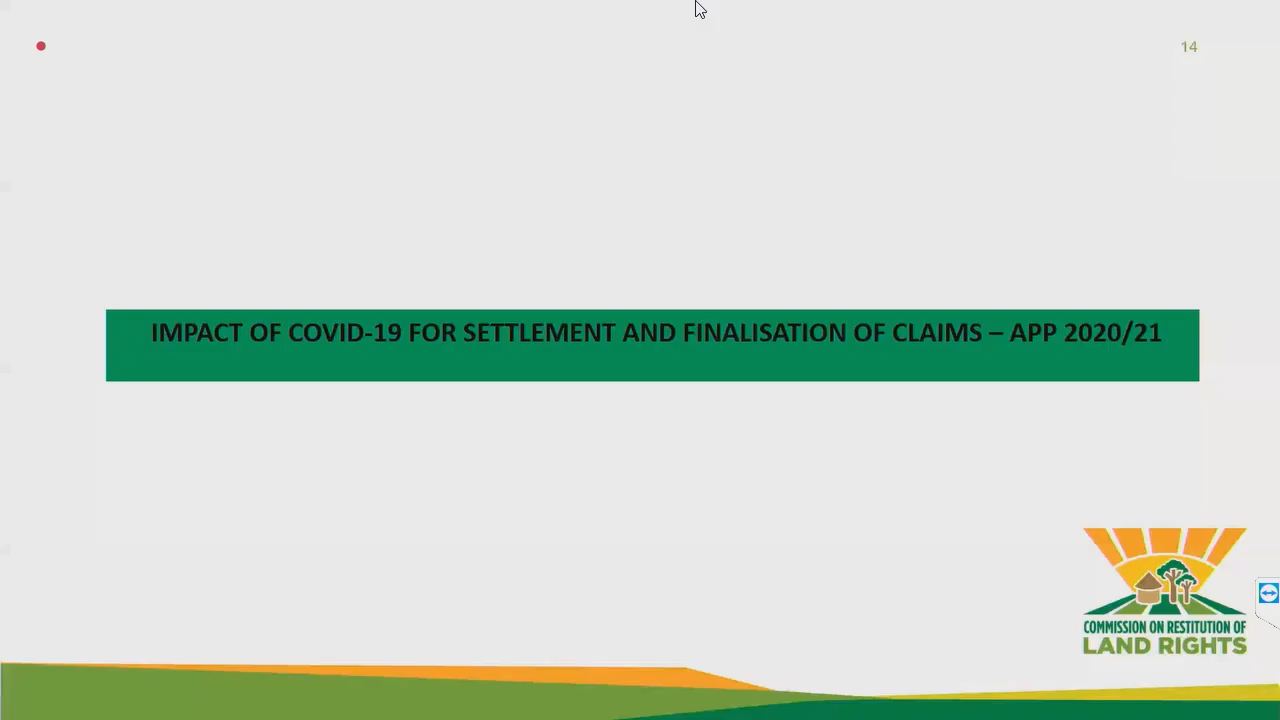 14
IMPACT OF COVID-19 FOR SETTLEMENT AND FINALISATION OF CLAIMS – APP 2020/21
COMMISSION ON RESTITUTION OF
LAND RIGHTS